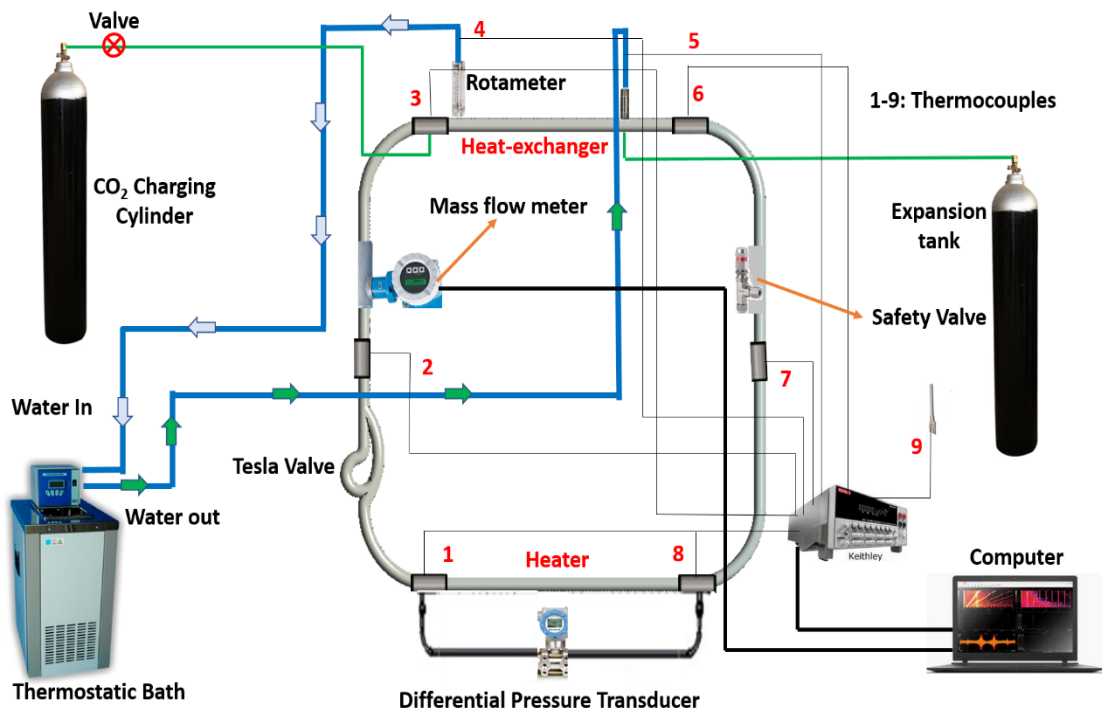 Valve
4
5
Rotameter
3
6
1-9: Thermocouples
Heat-exchanger
CO₂ Charging
Cylinder
Mass flow meter
Expansion
tank
Safety Valve
2
7
Water In
9
Tesla Valve
Water out
Keithley
1
Heater
8
Computer
Thermostatic Bath
Differential Pressure Transducer